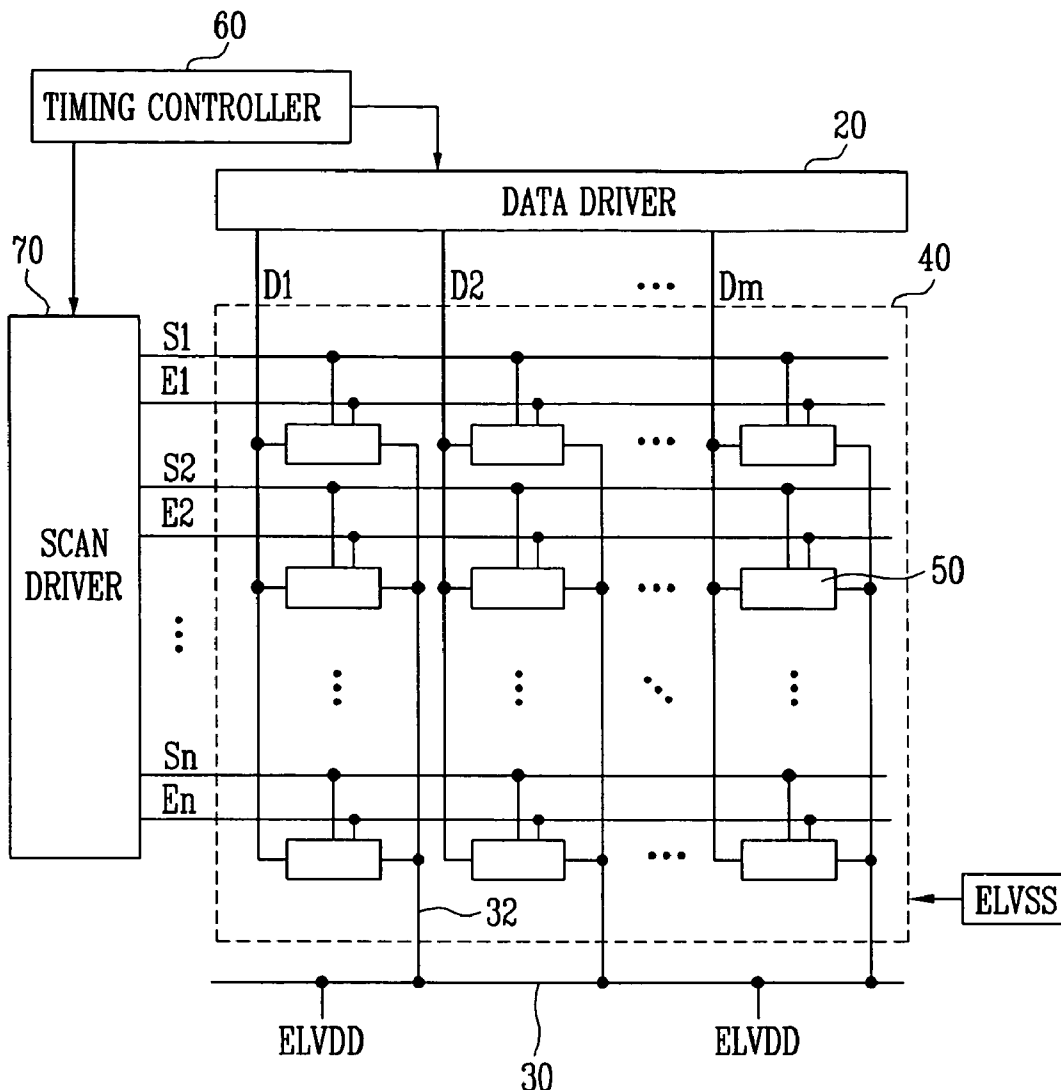 60
TIMING CONTROLLER
20
DATA DRIVER
70
D1 D2 ... Dm
40
S1
E1
...
S2
E2
SCAN
DRIVER
... 50
...
Sn
En
...
32
ELVSS
ELVDD ELVDD
30